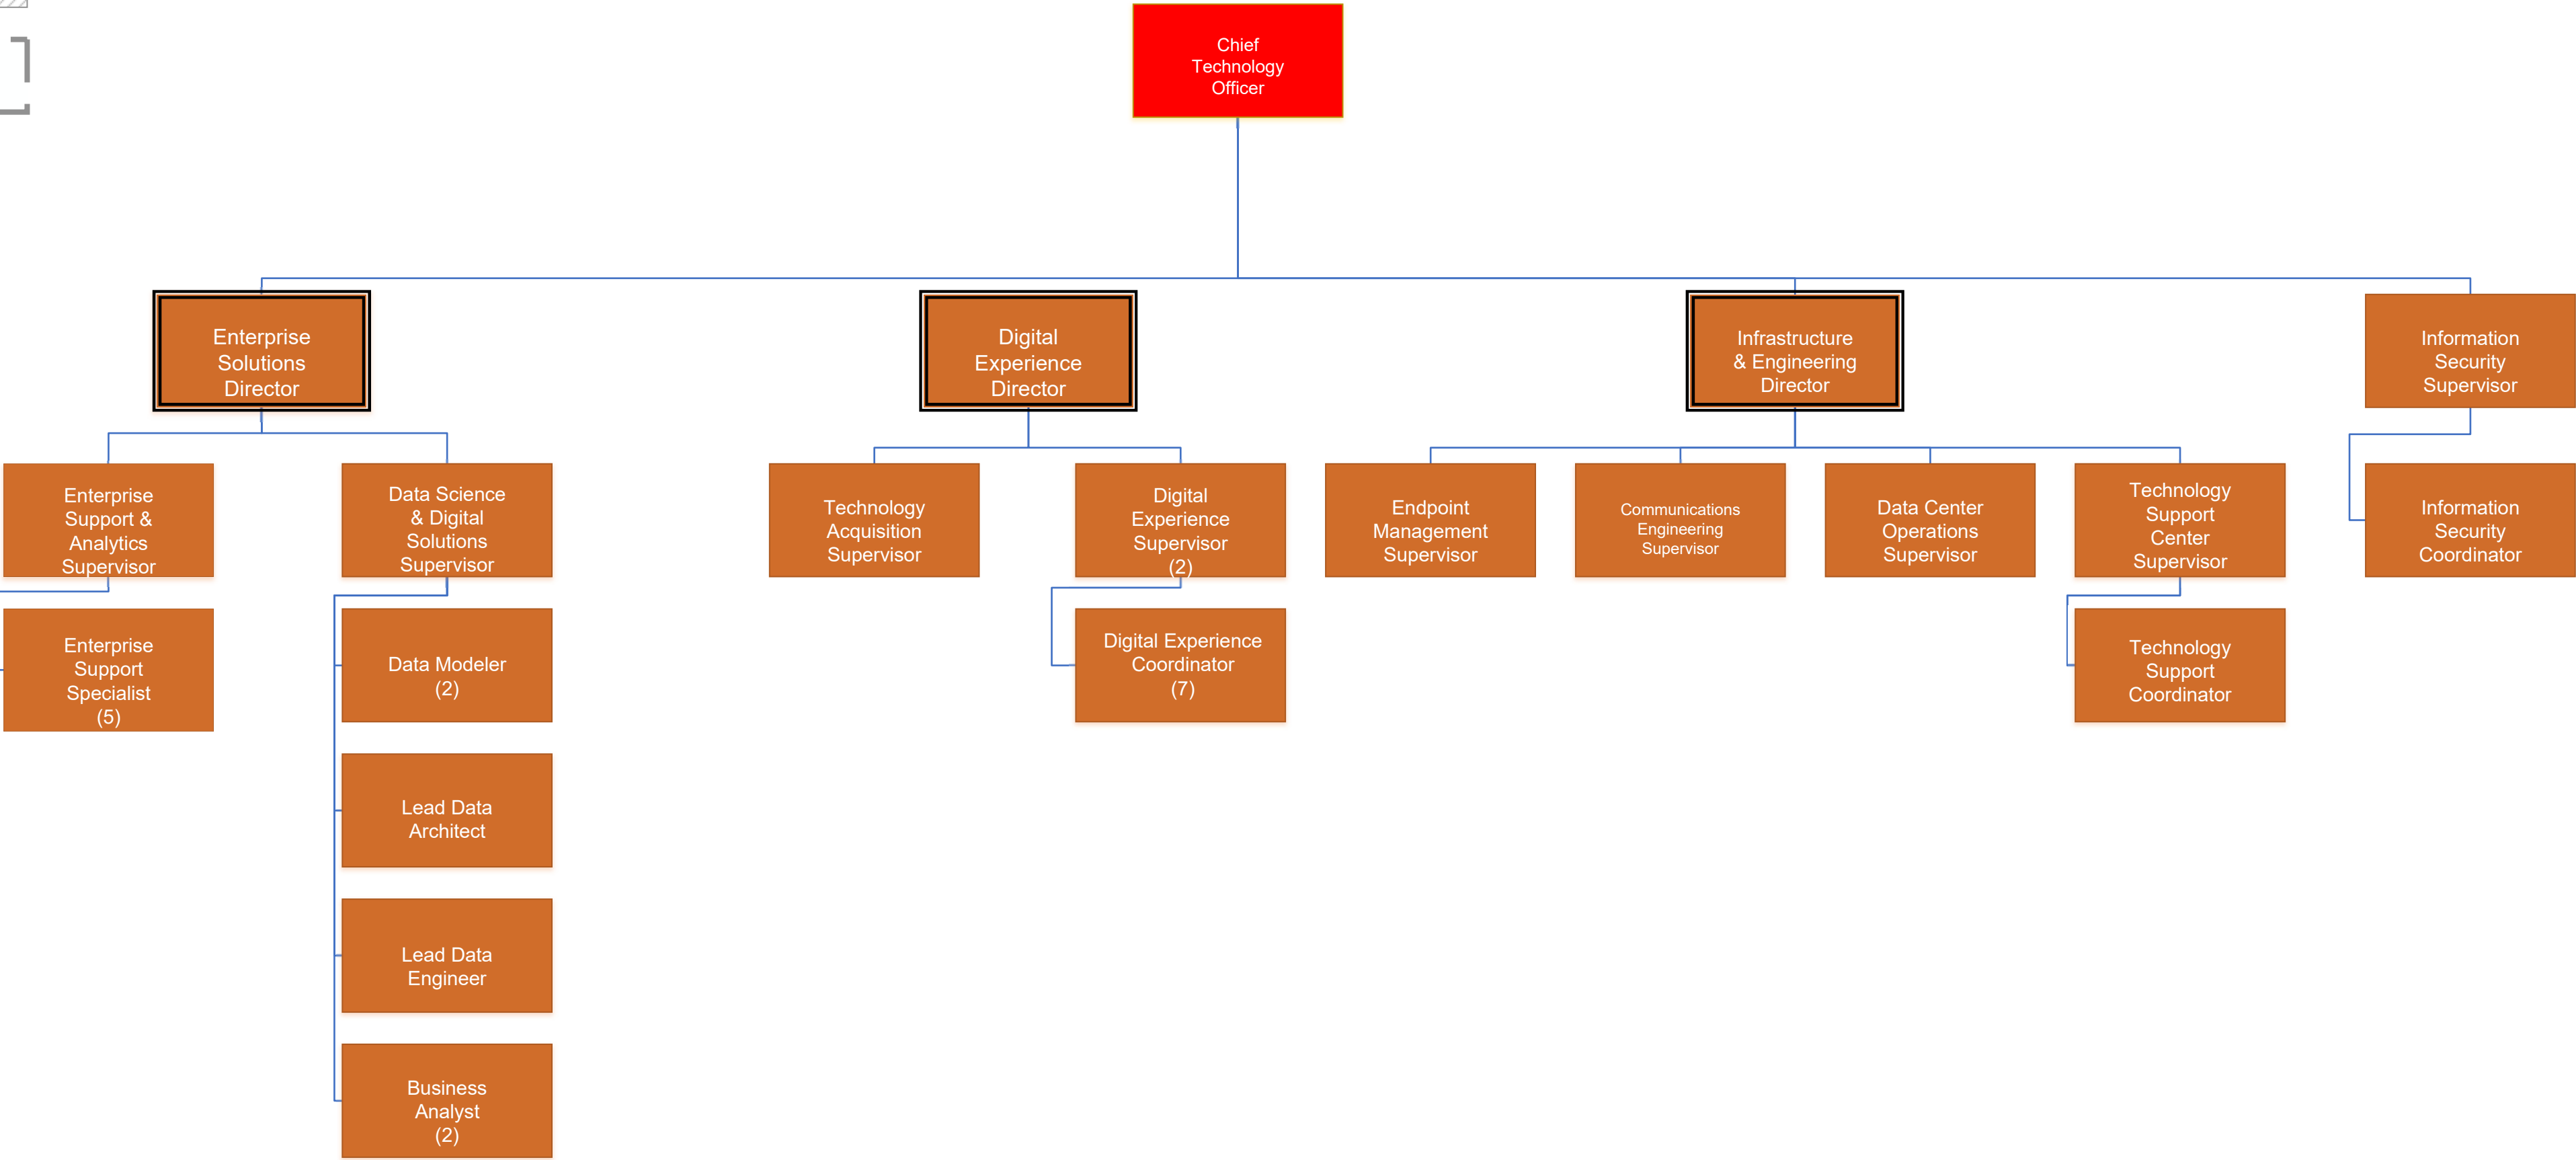 Chief
Technology
Officer
Enterprise
Solutions
Director
Digital
Experience
Director
Infrastructure
& Engineering
Director
Information
Security
Supervisor
Enterprise
Support &
Analytics
Supervisor
Data Science
& Digital
Solutions
Supervisor
Technology
Acquisition
Supervisor
Digital
Experience
Supervisor
(2)
Endpoint
Management
Supervisor
Communications
Engineering
Supervisor
Data Center
Operations
Supervisor
Technology
Support
Center
Supervisor
Information
Security
Coordinator
Enterprise
Support
Specialist
(5)
Data Modeler
(2)
Digital Experience
Coordinator
(7)
Technology
Support
Coordinator
Lead Data
Architect
Lead Data
Engineer
Business
Analyst
(2)